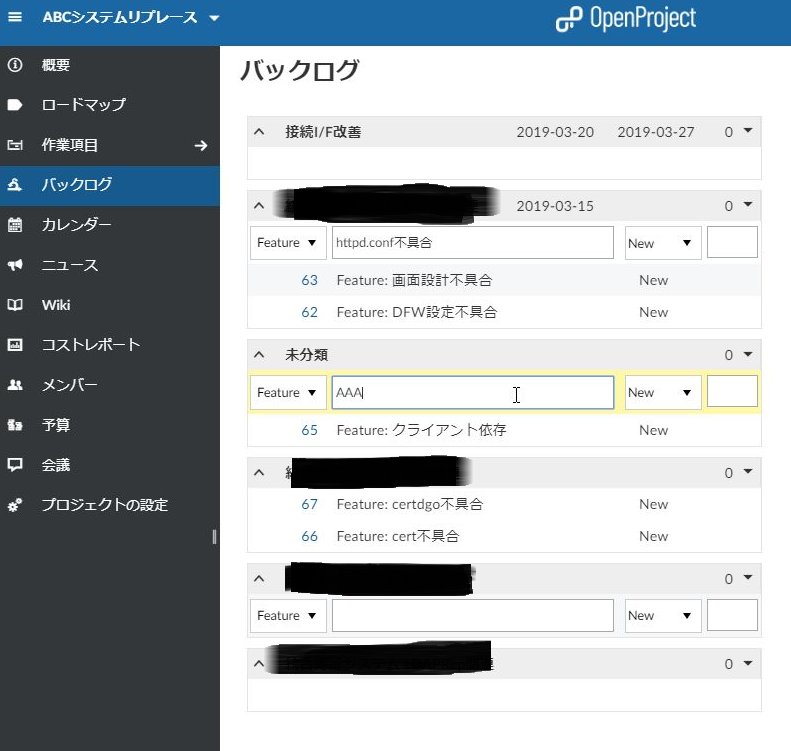 ABCシステムリプレース
OpenProject
概要
ロードマップ
作業項目
バックログ
カレンダー
ニュース
Wiki
コストレポート
メンバー
予算
会議
プロジェクトの設定
バックログ
接続I/F改善 2019-03-20 2019-03-27 0
2019-03-15 0
Feature httpd.conf不具合 New
63 Feature: 画面設計不具合 New
62 Feature: DFW設定不具合 New
未分類 0
Feature AAA New
65 Feature: クライアント依存 New
0
67 Feature: certdgo不具合 New
66 Feature: cert不具合 New
0
Feature New
0